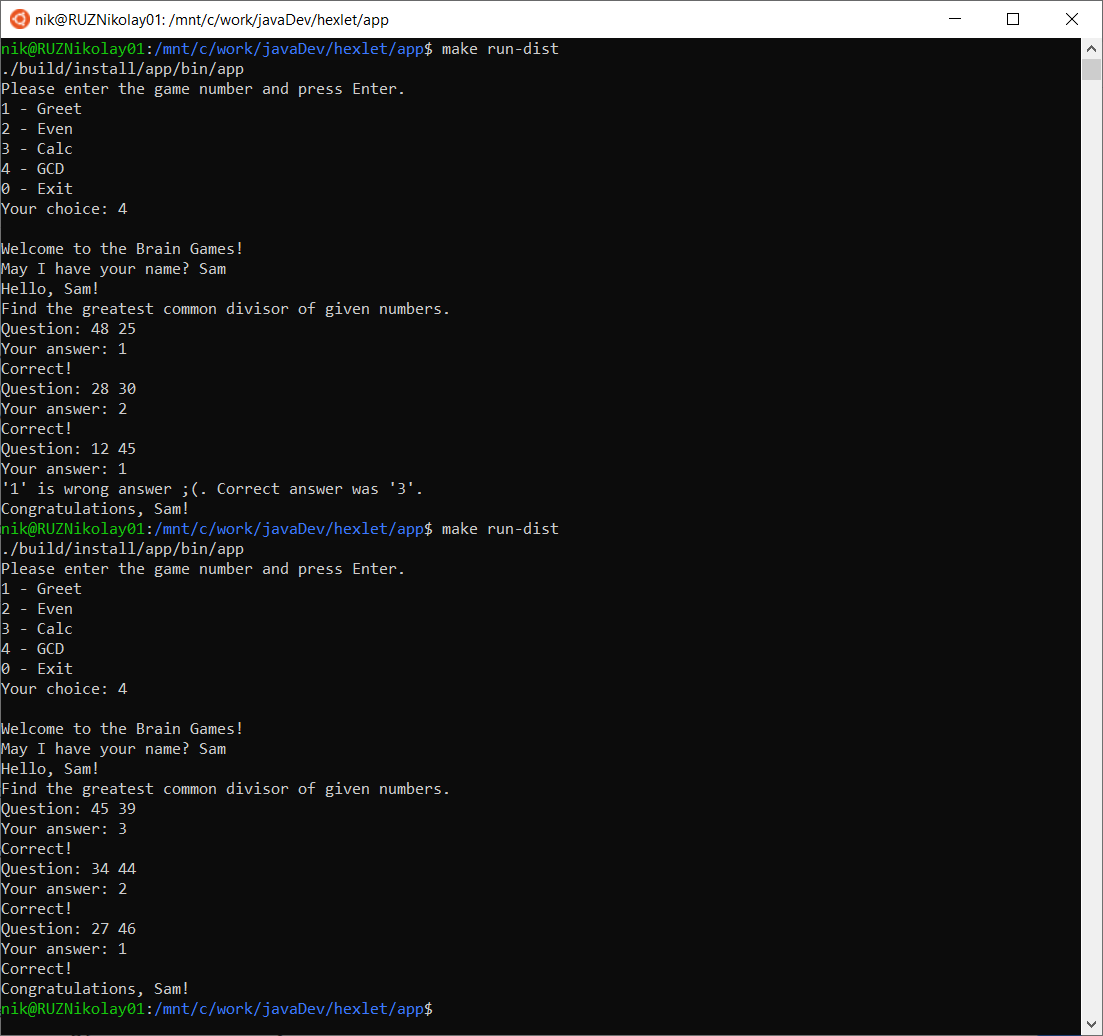 nik@RUZNikolay01: /mnt/c/work/javaDev/hexlet/app
nik@RUZNikolay01:/mnt/c/work/javaDev/hexlet/app$ make run-dist
./build/install/app/bin/app
Please enter the game number and press Enter.
1 - Greet
2 - Even
3 - Calc
4 - GCD
0 - Exit
Your choice: 4
Welcome to the Brain Games!
May I have your name? Sam
Hello, Sam!
Find the greatest common divisor of given numbers.
Question: 48 25
Your answer: 1
Correct!
Question: 28 30
Your answer: 2
Correct!
Question: 12 45
Your answer: 1
'1' is wrong answer ;(. Correct answer was '3'.
Congratulations, Sam!
nik@RUZNikolay01:/mnt/c/work/javaDev/hexlet/app$ make run-dist
./build/install/app/bin/app
Please enter the game number and press Enter.
1 - Greet
2 - Even
3 - Calc
4 - GCD
0 - Exit
Your choice: 4
Welcome to the Brain Games!
May I have your name? Sam
Hello, Sam!
Find the greatest common divisor of given numbers.
Question: 45 39
Your answer: 3
Correct!
Question: 34 44
Your answer: 2
Correct!
Question: 27 46
Your answer: 1
Correct!
Congratulations, Sam!
nik@RUZNikolay01:/mnt/c/work/javaDev/hexlet/app$